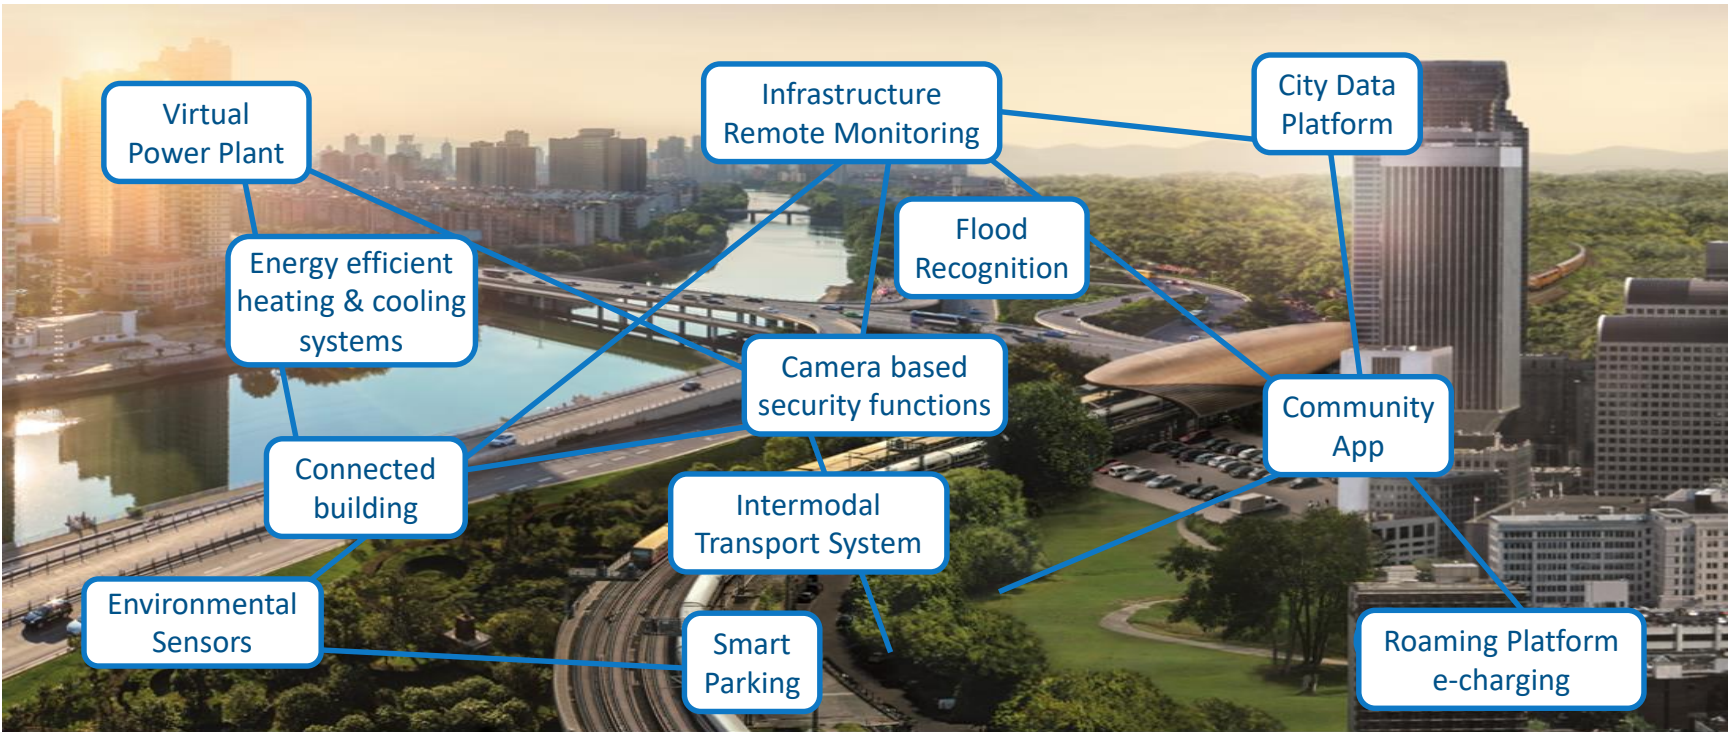 Virtual
Power Plant
Infrastructure
Remote Monitoring
City Data
Platform
Flood
Recognition
Energy efficient
heating & cooling
systems
Camera based
security functions
Community
App
Connected
building
Intermodal
Transport System
Environmental
Sensors
Smart
Parking
Roaming Platform
e-charging